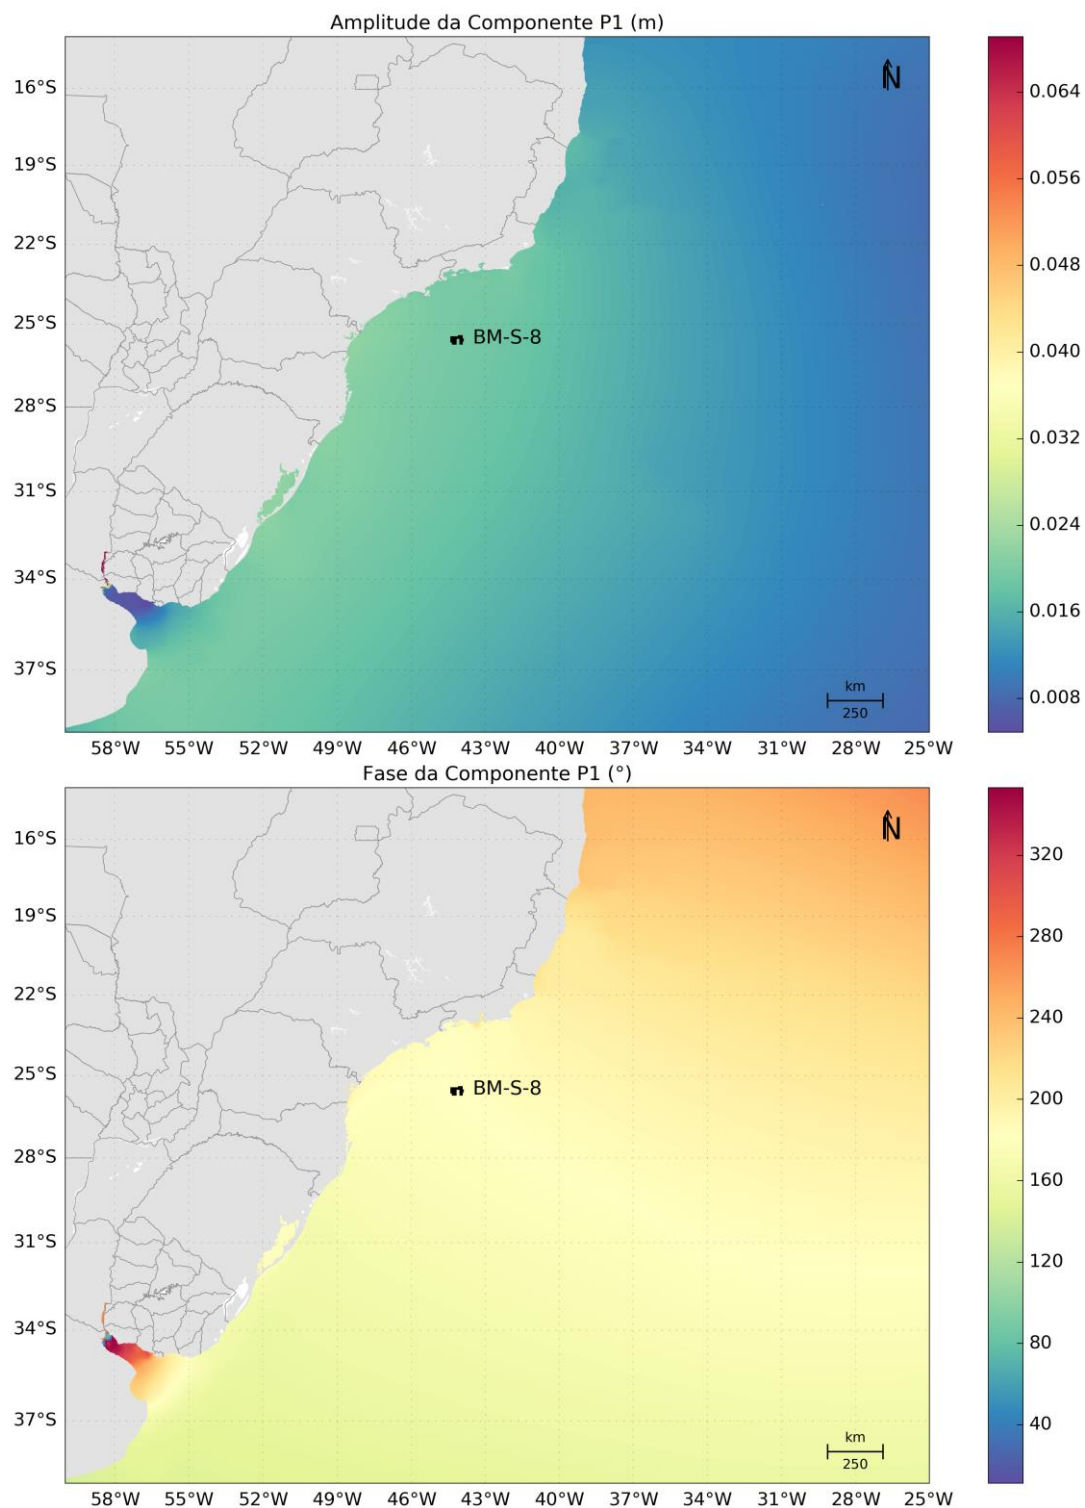 Amplitude da Componente P1 (m)
N
16°S
19°S
22°S
25°S
28°S
31°S
34°S
37°S
BM-S-8
km
250
58°W 55°W 52°W 49°W 46°W 43°W 40°W 37°W 34°W 31°W 28°W 25°W
0.064
0.056
0.048
0.040
0.032
0.024
0.016
0.008
Fase da Componente P1 (°)
N
16°S
19°S
22°S
25°S
28°S
31°S
34°S
37°S
BM-S-8
km
250
58°W 55°W 52°W 49°W 46°W 43°W 40°W 37°W 34°W 31°W 28°W 25°W
320
280
240
200
160
120
80
40